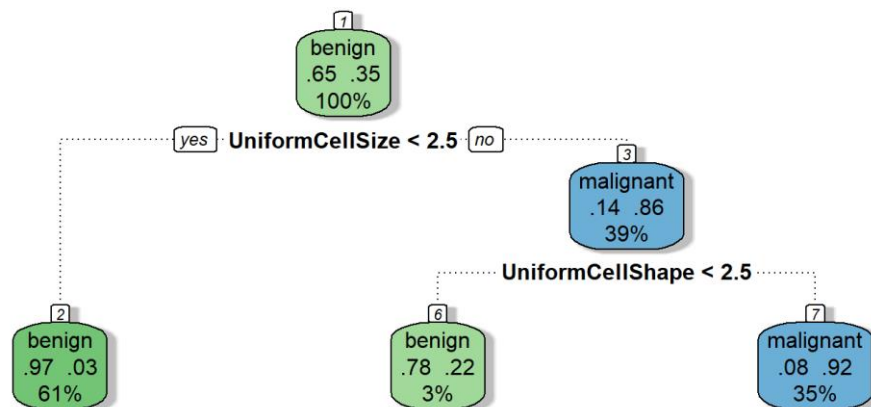 1
benign
.65 .35
100%
yes UniformCellSize < 2.5 no
3
malignant
.14 .86
39%
UniformCellShape < 2.5
2
benign
.97 .03
61%
6
benign
.78 .22
3%
7
malignant
.08 .92
35%